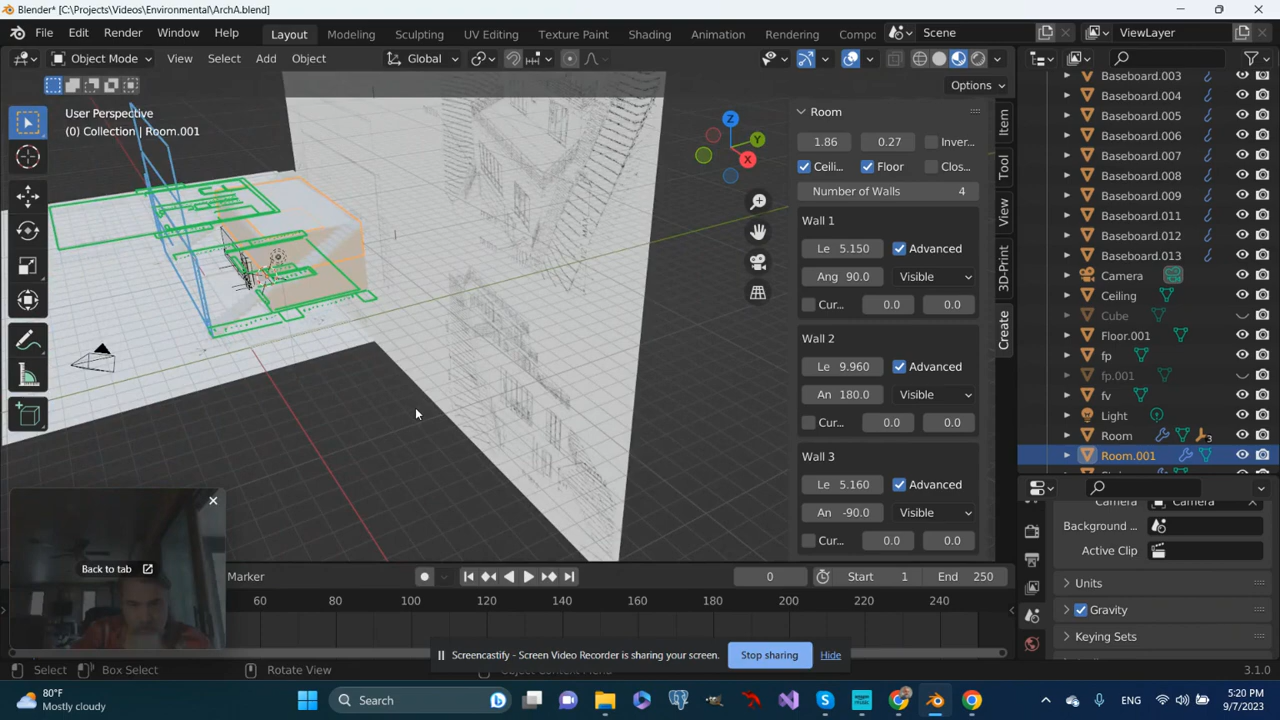 Blender* [C:\Projects\Videos\Environmental\ArchA.blend]
File Edit Render Window Help Layout Modeling Sculpting UV Editing Texture Paint Shading Animation Rendering Compc Scene ViewLayer
Object Mode View Select Add Object Global
Options
User Perspective
(0) Collection | Room.001
Z
Y
X
Room
1.86 0.27 Inver...
Ceili... Floor Clos...
Number of Walls 4
Wall 1
Le 5.150 Advanced
Ang 90.0 Visible
Cur... 0.0 0.0
Wall 2
Le 9.960 Advanced
An 180.0 Visible
Cur... 0.0 0.0
Wall 3
Le 5.160 Advanced
An -90.0 Visible
Cur... 0.0 0.0
Item
Tool
View
3D-Print
Create
Baseboard.003
Baseboard.004
Baseboard.005
Baseboard.006
Baseboard.007
Baseboard.008
Baseboard.009
Baseboard.011
Baseboard.012
Baseboard.013
Camera
Ceiling
Cube
Floor.001
fp
fp.001
fv
Light
Room 3
Room.001
Camera Camera
Background ...
Active Clip
Units
Gravity
Keying Sets
Back to tab
Marker 0 Start 1 End 250
60 80 100 120 140 160 180 200 220 240
Screencastify - Screen Video Recorder is sharing your screen. Stop sharing Hide
Select Box Select Rotate View Object Context Menu 3.1.0
80°F
Mostly cloudy
Search
ENG
5:20 PM
9/7/2023